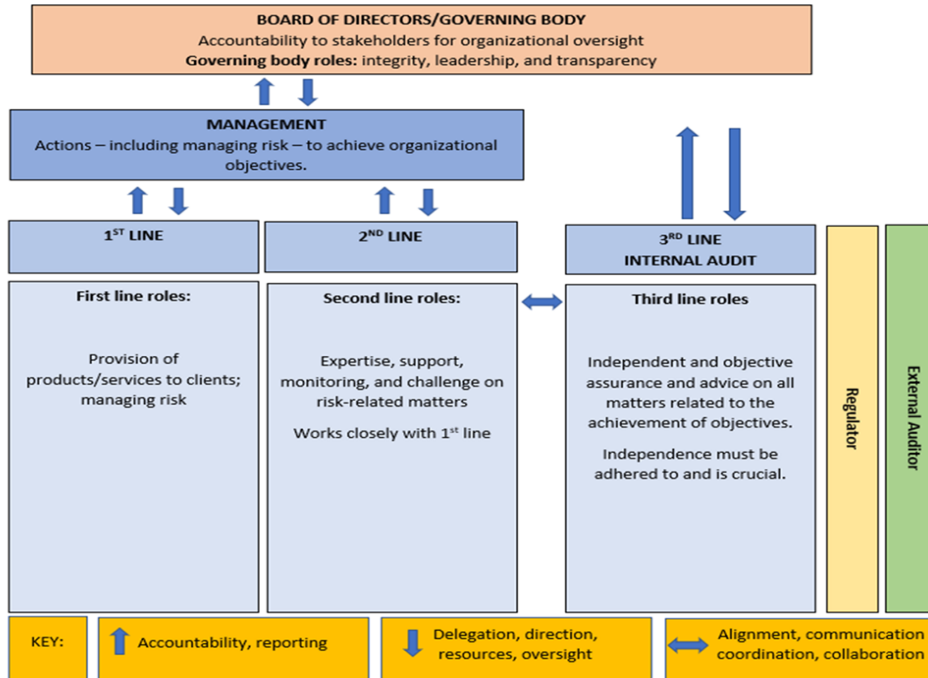 BOARD OF DIRECTORS/GOVERNING BODY
Accountability to stakeholders for organizational oversight
Governing body roles: integrity, leadership, and transparency
MANAGEMENT
Actions – including managing risk – to achieve organizational
objectives.
1ST LINE
2ND LINE
3RD LINE
INTERNAL AUDIT
First line roles:
Provision of
products/services to clients;
managing risk
Second line roles:
Expertise, support,
monitoring, and challenge on
risk-related matters
Works closely with 1st line
Third line roles
Independent and objective
assurance and advice on all
matters related to the
achievement of objectives.
Independence must be
adhered to and is crucial.
Regulator
External Auditor
KEY:
Accountability, reporting
Delegation, direction,
resources, oversight
Alignment, communication
coordination, collaboration